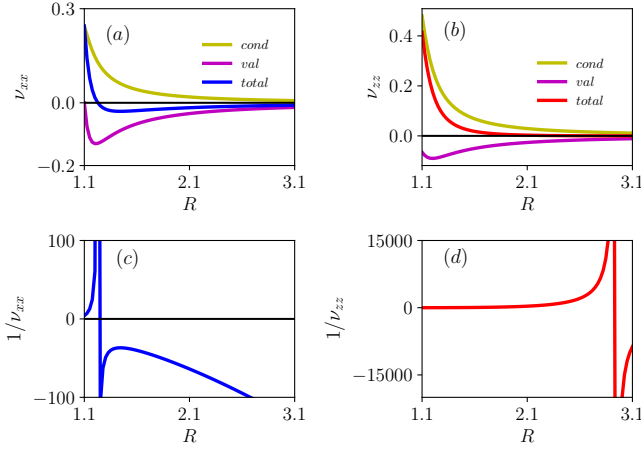 0.3
(a)
cond
val
total
ν_xx
0.0
−0.2
1.1 2.1 3.1
R
0.4
(b)
cond
val
total
ν_zz
0.0
1.1 2.1 3.1
R
100
(c)
1/ν_xx
0
−100
1.1 2.1 3.1
R
15000
(d)
1/ν_zz
0
−15000
1.1 2.1 3.1
R